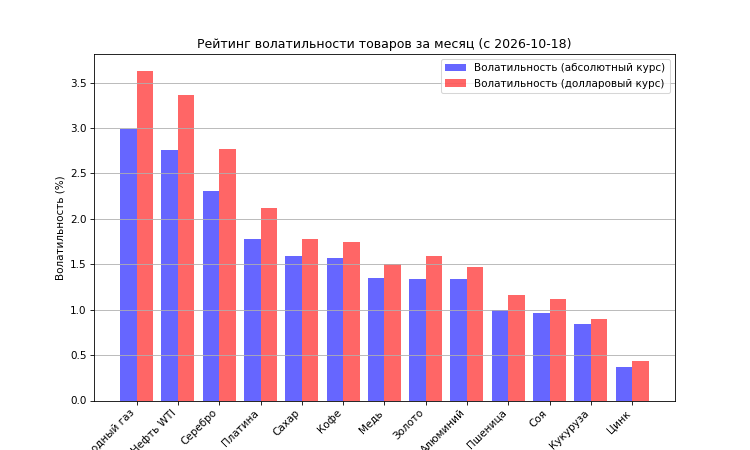 Рейтинг волатильности товаров за месяц (с 2026-10-18)
Волатильность (абсолютный курс)
Волатильность (долларовый курс)
Волатильность (%)
3.5
3.0
2.5
2.0
1.5
1.0
0.5
0.0
газ
Нефть WTI
Серебро
Платина
Сахар
Кофе
Медь
Золото
Алюминий
Пшеница
Соя
Кукуруза
Цинк